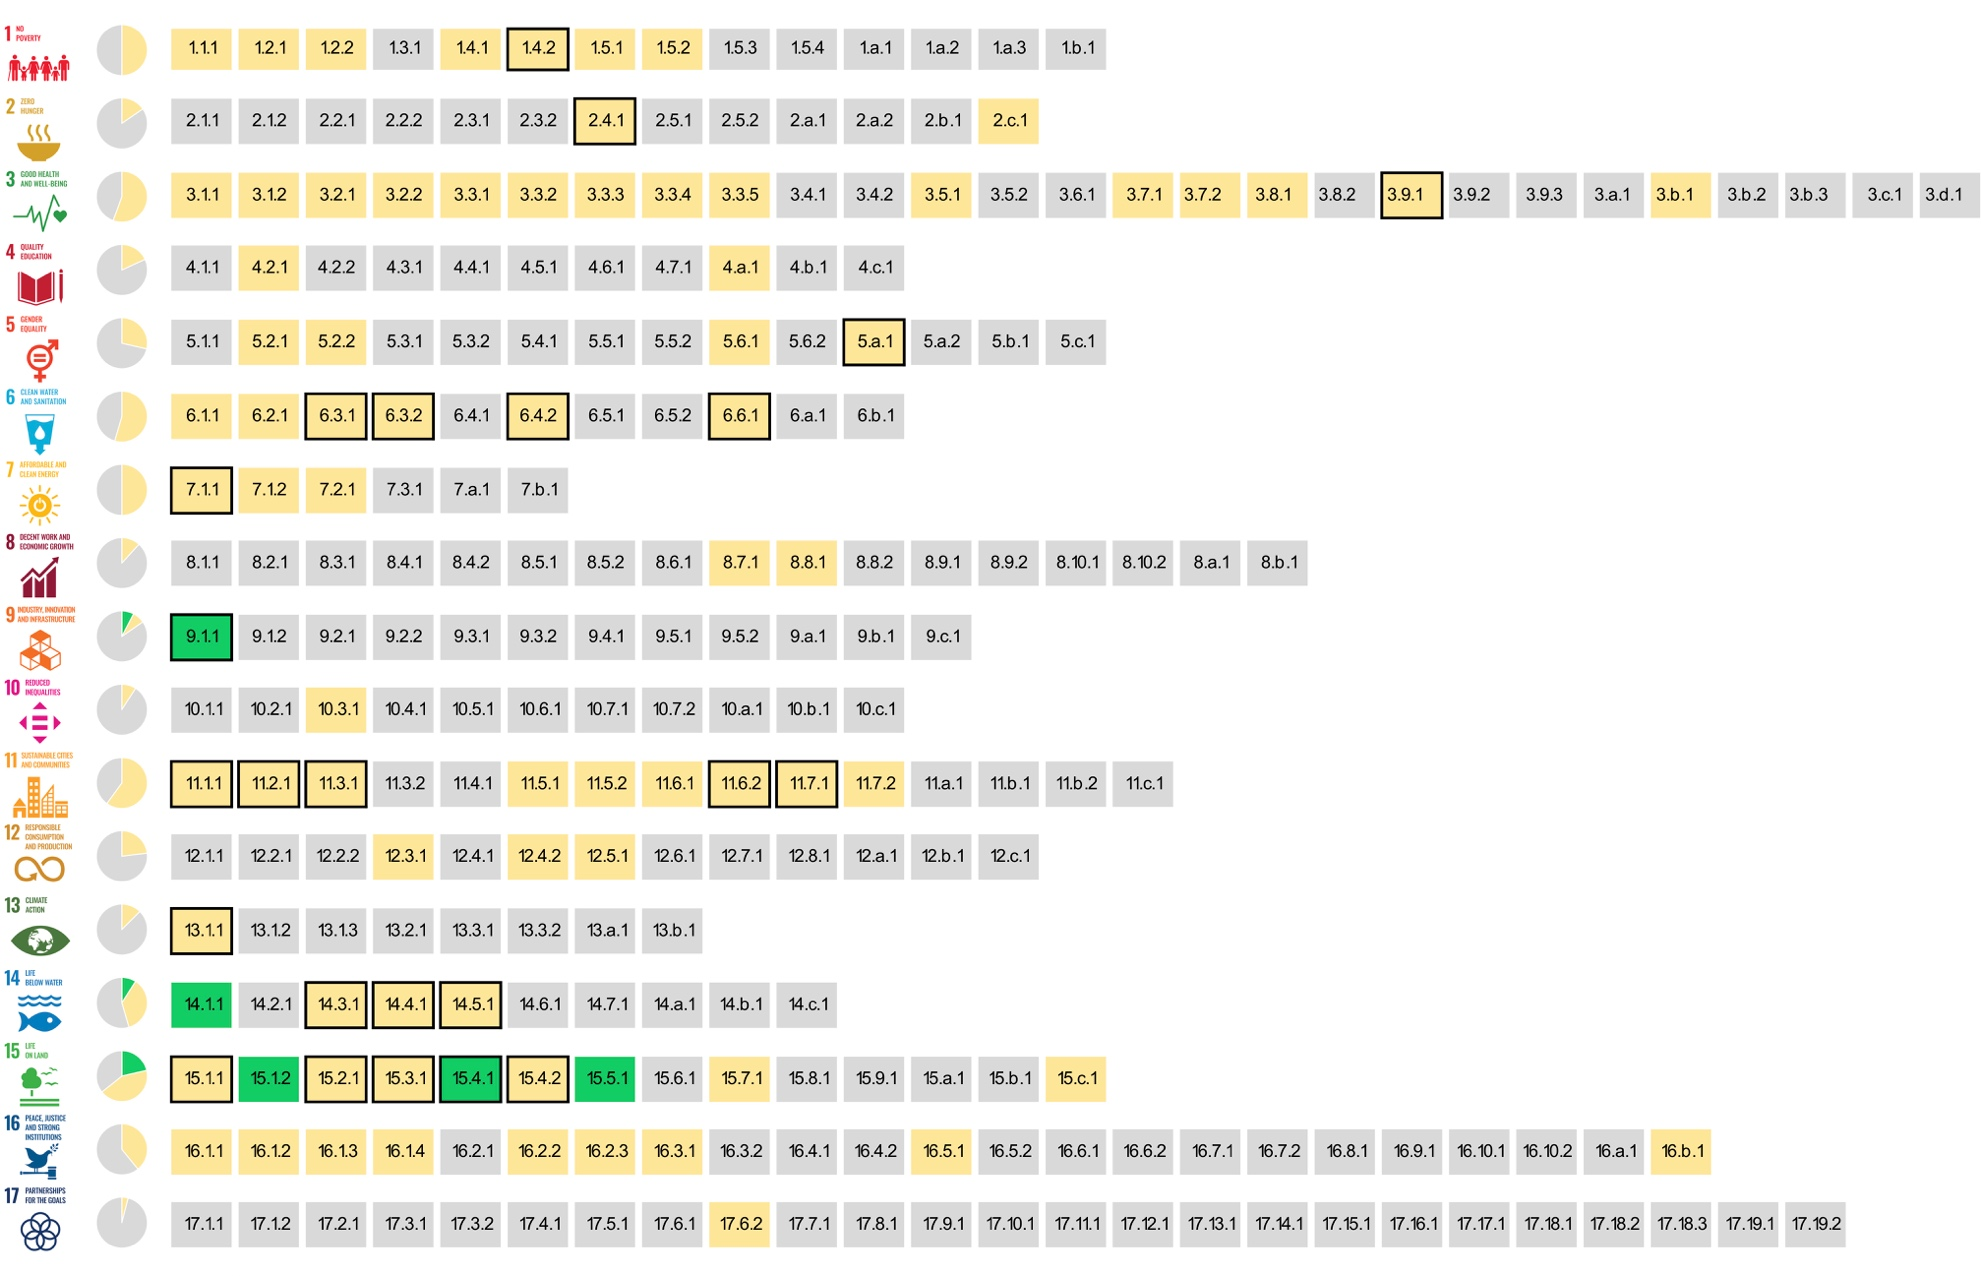 1 NO POVERTY
1.1.1 1.2.1 1.2.2 1.3.1 1.4.1 1.4.2 1.5.1 1.5.2 1.5.3 1.5.4 1.a.1 1.a.2 1.a.3 1.b.1
2 ZERO HUNGER
2.1.1 2.1.2 2.2.1 2.2.2 2.3.1 2.3.2 2.4.1 2.5.1 2.5.2 2.a.1 2.a.2 2.b.1 2.c.1
3 GOOD HEALTH AND WELL-BEING
3.1.1 3.1.2 3.2.1 3.2.2 3.3.1 3.3.2 3.3.3 3.3.4 3.3.5 3.4.1 3.4.2 3.5.1 3.5.2 3.6.1 3.7.1 3.7.2 3.8.1 3.8.2 3.9.1 3.9.2 3.9.3 3.a.1 3.b.1 3.b.2 3.b.3 3.c.1 3.d.1
4 QUALITY EDUCATION
4.1.1 4.2.1 4.2.2 4.3.1 4.4.1 4.5.1 4.6.1 4.7.1 4.a.1 4.b.1 4.c.1
5 GENDER EQUALITY
5.1.1 5.2.1 5.2.2 5.3.1 5.3.2 5.4.1 5.5.1 5.5.2 5.6.1 5.6.2 5.a.1 5.a.2 5.b.1 5.c.1
6 CLEAN WATER AND SANITATION
6.1.1 6.2.1 6.3.1 6.3.2 6.4.1 6.4.2 6.5.1 6.5.2 6.6.1 6.a.1 6.b.1
7 AFFORDABLE AND CLEAN ENERGY
7.1.1 7.1.2 7.2.1 7.3.1 7.a.1 7.b.1
8 DECENT WORK AND ECONOMIC GROWTH
8.1.1 8.2.1 8.3.1 8.4.1 8.4.2 8.5.1 8.5.2 8.6.1 8.7.1 8.8.1 8.8.2 8.9.1 8.9.2 8.10.1 8.10.2 8.a.1 8.b.1
9 INDUSTRY, INNOVATION AND INFRASTRUCTURE
9.1.1 9.1.2 9.2.1 9.2.2 9.3.1 9.3.2 9.4.1 9.5.1 9.5.2 9.a.1 9.b.1 9.c.1
10 REDUCED INEQUALITIES
10.1.1 10.2.1 10.3.1 10.4.1 10.5.1 10.6.1 10.7.1 10.7.2 10.a.1 10.b.1 10.c.1
11 SUSTAINABLE CITIES AND COMMUNITIES
11.1.1 11.2.1 11.3.1 11.3.2 11.4.1 11.5.1 11.5.2 11.6.1 11.6.2 11.7.1 11.7.2 11.a.1 11.b.1 11.b.2 11.c.1
12 RESPONSIBLE CONSUMPTION AND PRODUCTION
12.1.1 12.2.1 12.2.2 12.3.1 12.4.1 12.4.2 12.5.1 12.6.1 12.7.1 12.8.1 12.a.1 12.b.1 12.c.1
13 CLIMATE ACTION
13.1.1 13.1.2 13.1.3 13.2.1 13.3.1 13.3.2 13.a.1 13.b.1
14 LIFE BELOW WATER
14.1.1 14.2.1 14.3.1 14.4.1 14.5.1 14.6.1 14.7.1 14.a.1 14.b.1 14.c.1
15 LIFE ON LAND
15.1.1 15.1.2 15.2.1 15.3.1 15.4.1 15.4.2 15.5.1 15.6.1 15.7.1 15.8.1 15.9.1 15.a.1 15.b.1 15.c.1
16 PEACE, JUSTICE AND STRONG INSTITUTIONS
16.1.1 16.1.2 16.1.3 16.1.4 16.2.1 16.2.2 16.2.3 16.3.1 16.3.2 16.4.1 16.4.2 16.5.1 16.5.2 16.6.1 16.6.2 16.7.1 16.7.2 16.8.1 16.9.1 16.10.1 16.10.2 16.a.1 16.b.1
17 PARTNERSHIPS FOR THE GOALS
17.1.1 17.1.2 17.2.1 17.3.1 17.3.2 17.4.1 17.5.1 17.6.1 17.6.2 17.7.1 17.8.1 17.9.1 17.10.1 17.11.1 17.12.1 17.13.1 17.14.1 17.15.1 17.16.1 17.17.1 17.18.1 17.18.2 17.18.3 17.19.1 17.19.2